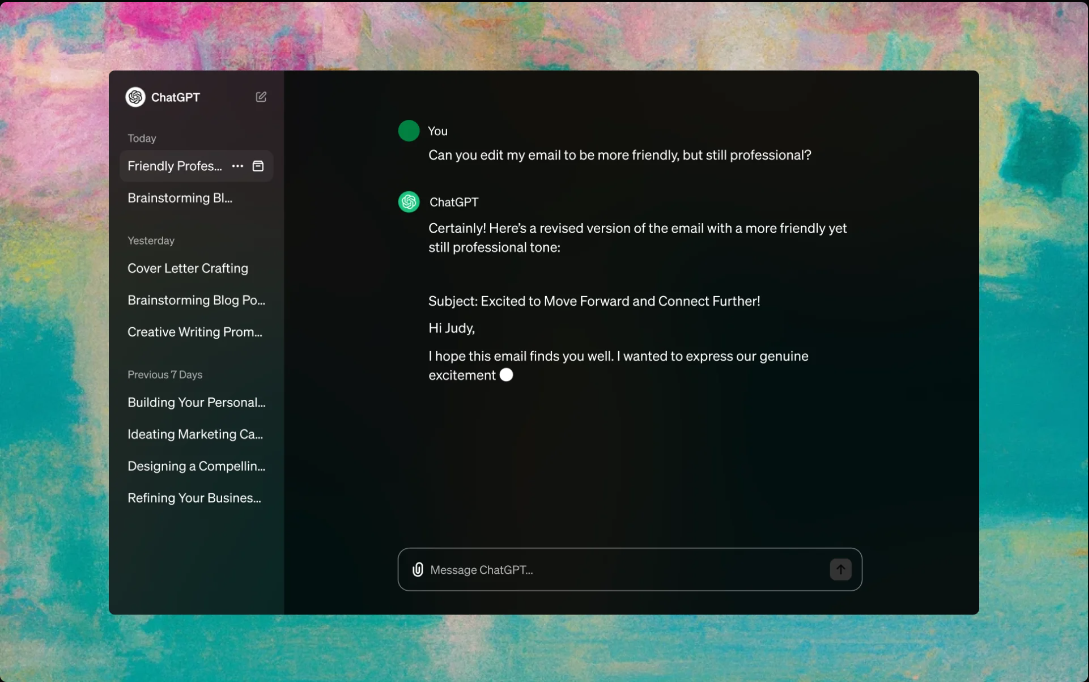 ChatGPT
Today
Friendly Profes...
Brainstorming Bl...
Yesterday
Cover Letter Crafting
Brainstorming Blog Po...
Creative Writing Prom...
Previous 7 Days
Building Your Personal...
Ideating Marketing Ca...
Designing a Compellin...
Refining Your Busines...
You
Can you edit my email to be more friendly, but still professional?
ChatGPT
Certainly! Here's a revised version of the email with a more friendly yet
still professional tone:
Subject: Excited to Move Forward and Connect Further!
Hi Judy,
I hope this email finds you well. I wanted to express our genuine
excitement
Message ChatGPT...